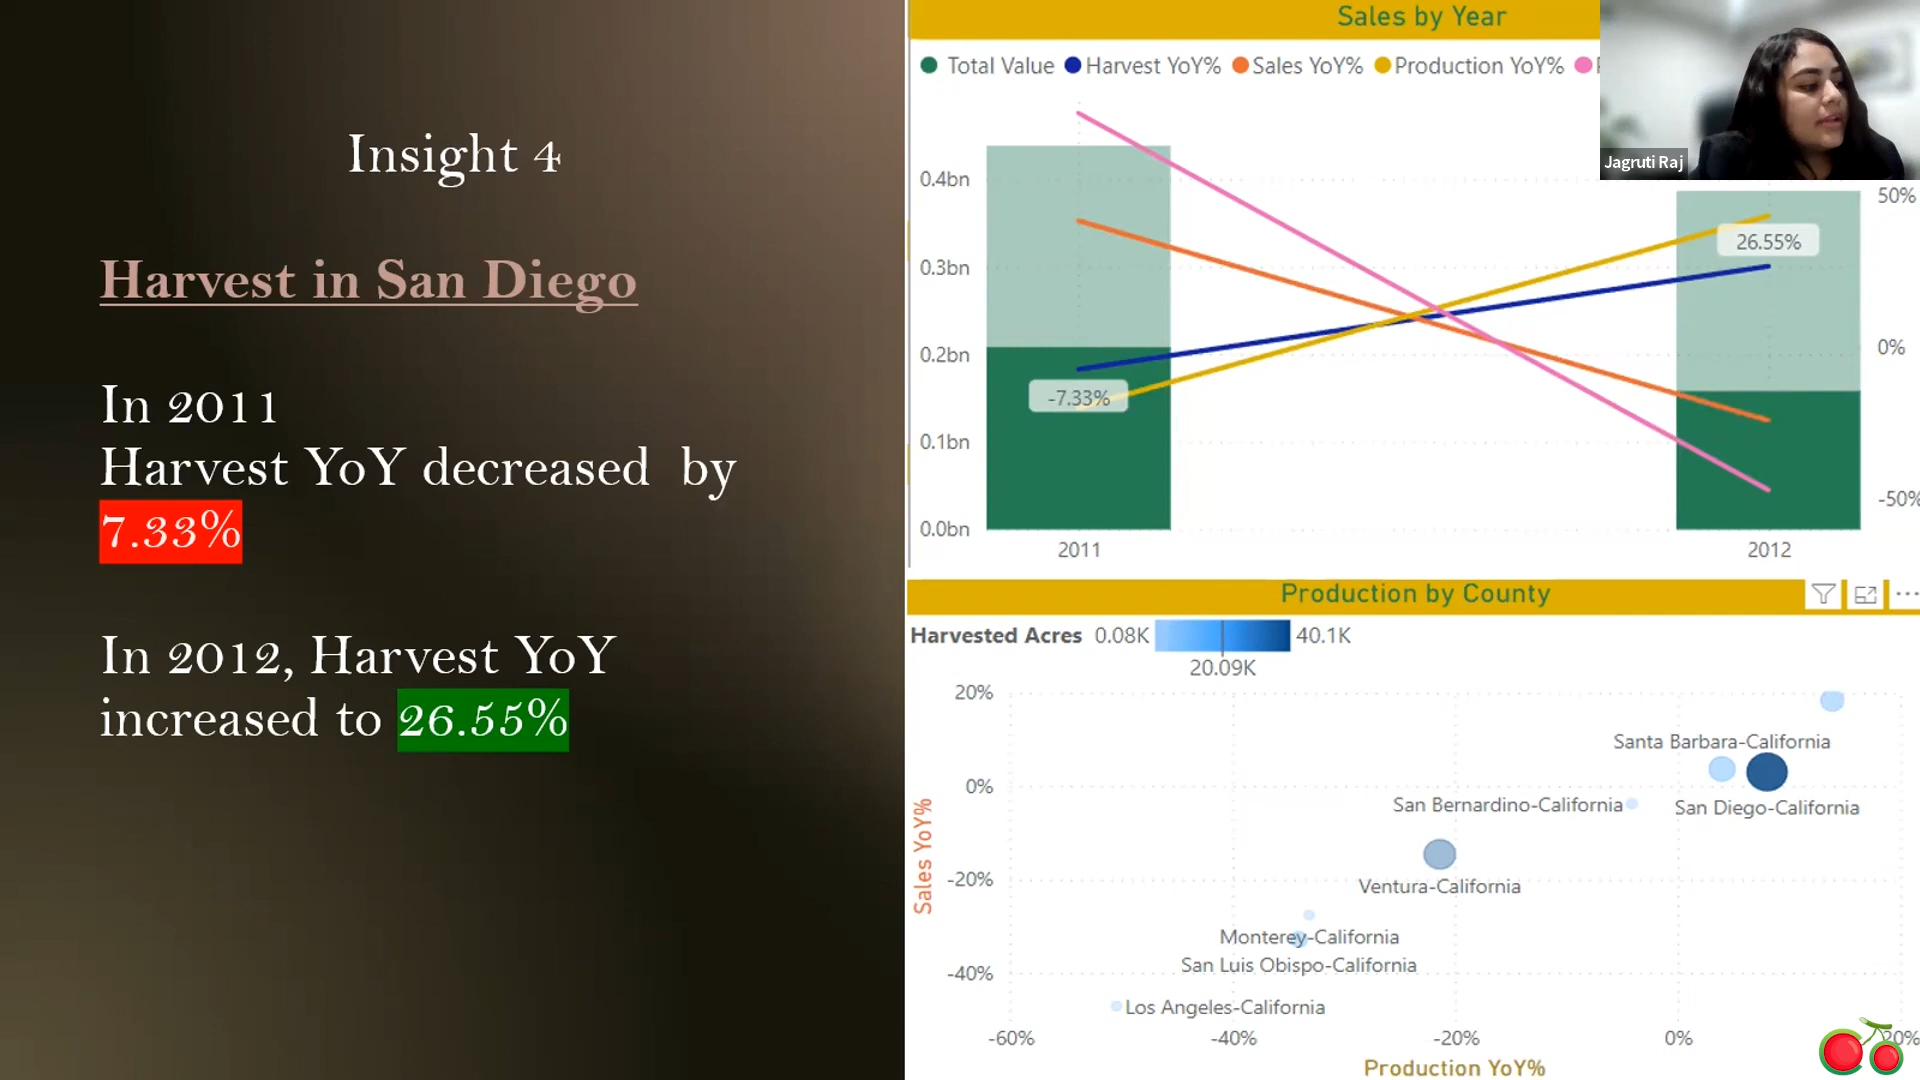 Insight 4
Harvest in San Diego
In 2011
Harvest YoY decreased by
7.33%
In 2012, Harvest YoY
increased to 26.55%
Sales by Year
Total Value Harvest YoY% Sales YoY% Production YoY%
Jagruti Raj
0.4bn
0.3bn
0.2bn
0.1bn
0.0bn
50%
0%
-50%
26.55%
-7.33%
2011 2012
Production by County
Harvested Acres 0.08K 40.1K
20.09K
20%
0%
-20%
-40%
Sales YoY%
Santa Barbara-California
San Bernardino-California
San Diego-California
Ventura-California
Monterey-California
San Luis Obispo-California
Los Angeles-California
-60% -40% -20% 0% 20%
Production YoY%